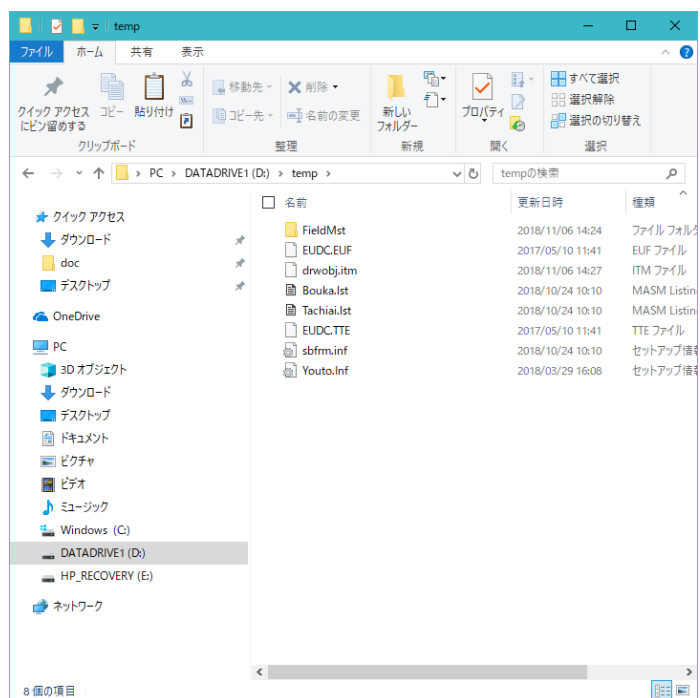 temp
ファイル ホーム 共有 表示
クイック アクセス
にピン留めする
コピー
貼り付け
移動先
コピー先
削除
名前の変更
新しい
フォルダー
プロパティ
すべて選択
選択解除
選択の切り替え
クリップボード 整理 新規 開く 選択
PC > DATADRIVE1 (D:) > temp >
tempの検索
クイック アクセス
ダウンロード
doc
デスクトップ
OneDrive
PC
3D オブジェクト
ダウンロード
デスクトップ
ドキュメント
ピクチャ
ビデオ
ミュージック
Windows (C:)
DATADRIVE1 (D:)
HP_RECOVERY (E:)
ネットワーク
名前 更新日時 種類
FieldMst 2018/11/06 14:24 ファイル フォルダ
EUDC.EUF 2017/05/10 11:41 EUF ファイル
drwobj.itm 2018/11/06 14:27 ITM ファイル
Bouka.lst 2018/10/24 10:10 MASM Listin
Tachiai.lst 2018/10/24 10:10 MASM Listin
EUDC.TTE 2017/05/10 11:41 TTE ファイル
sbfrm.inf 2018/10/24 10:10 セットアップ情
Youto.Inf 2018/03/29 16:08 セットアップ情
8 個の項目